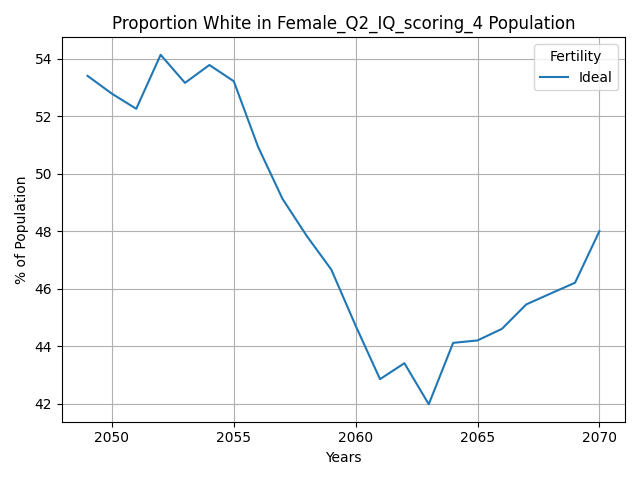 Proportion White in Female_Q2_IQ_scoring_4 Population
Fertility
Ideal
54
52
50
48
46
44
42
% of Population
2050 2055 2060 2065 2070
Years